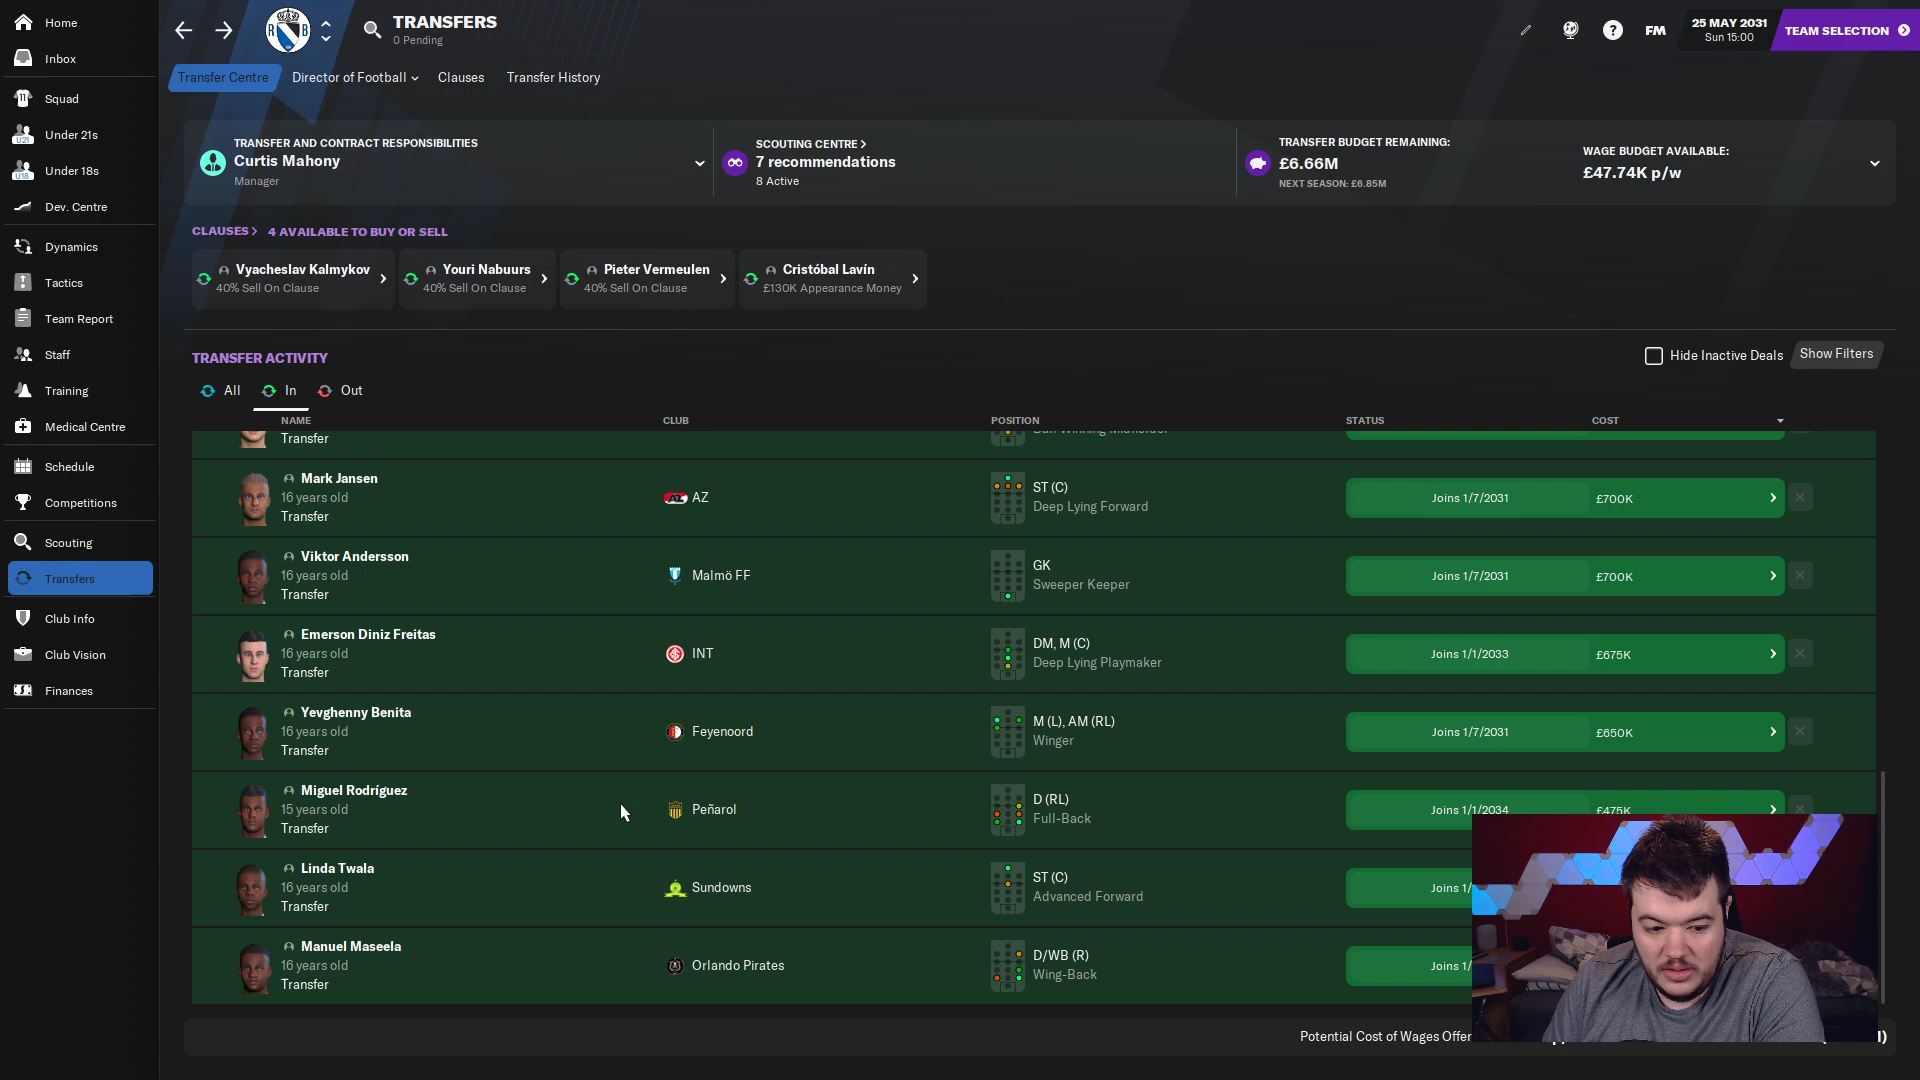 Home
Inbox
Squad
Under 21s
Under 18s
Dev. Centre
Dynamics
Tactics
Team Report
Staff
Training
Medical Centre
Schedule
Competitions
Scouting
Transfers
Club Info
Club Vision
Finances
TRANSFERS
0 Pending
25 MAY 2031
Sun 15:00
FM
TEAM SELECTION
Transfer Centre
Director of Football
Clauses
Transfer History
TRANSFER AND CONTRACT RESPONSIBILITIES
Curtis Mahony
Manager
SCOUTING CENTRE
7 recommendations
8 Active
TRANSFER BUDGET REMAINING:
£6.66M
NEXT SEASON: £6.85M
WAGE BUDGET AVAILABLE:
£47.74K p/w
CLAUSES 4 AVAILABLE TO BUY OR SELL
Vyacheslav Kalmykov
40% Sell On Clause
Youri Nabuurs
40% Sell On Clause
Pieter Vermeulen
40% Sell On Clause
Cristóbal Lavín
£130K Appearance Money
TRANSFER ACTIVITY
Hide Inactive Deals
Show Filters
All
In
Out
NAME CLUB POSITION STATUS COST
Transfer
Mark Jansen
16 years old
Transfer
AZ
ST (C)
Deep Lying Forward
Joins 1/7/2031
£700K
Viktor Andersson
16 years old
Transfer
Malmö FF
GK
Sweeper Keeper
Joins 1/7/2031
£700K
Emerson Diniz Freitas
16 years old
Transfer
INT
DM, M (C)
Deep Lying Playmaker
Joins 1/1/2033
£675K
Yevghenny Benita
16 years old
Transfer
Feyenoord
M (L), AM (RL)
Winger
Joins 1/7/2031
£650K
Miguel Rodríguez
15 years old
Transfer
Peñarol
D (RL)
Full-Back
Joins 1/1/2034
£475K
Linda Twala
16 years old
Transfer
Sundowns
ST (C)
Advanced Forward
Joins 1/
Manuel Maseela
16 years old
Transfer
Orlando Pirates
D/WB (R)
Wing-Back
Joins 1/
Potential Cost of Wages Offer